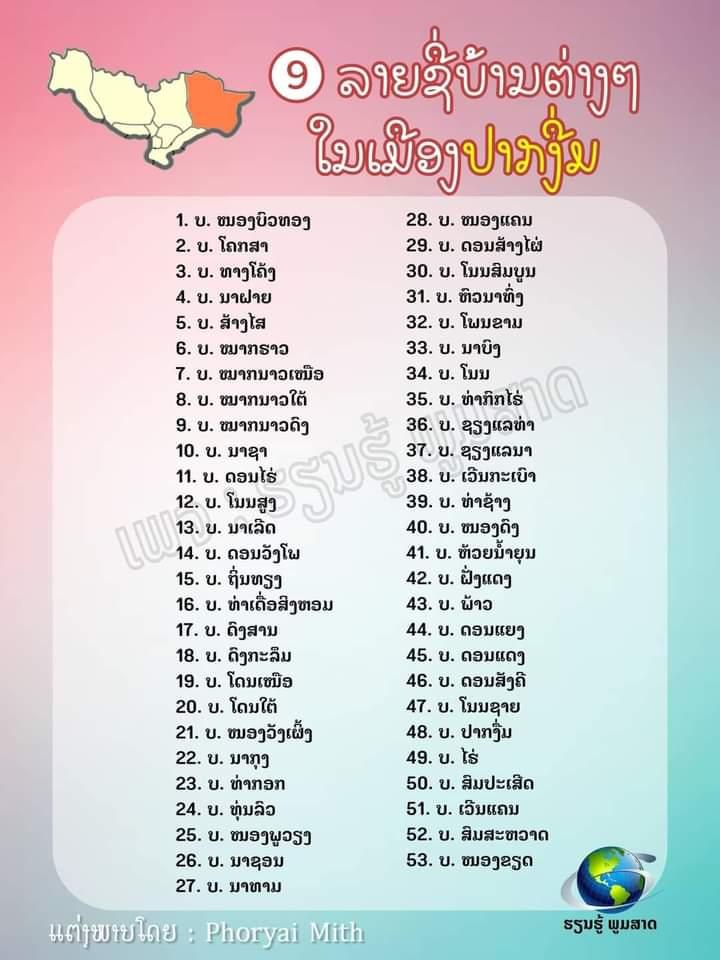 9 ລາຍຊື່ບ້ານຕ່າງໆ
ໃນເມືອງປາກງື່ມ
1. ບ. ໜອງບົວທອງ
2. ບ. ໂຄກສາ
3. ບ. ທາງໂຄ້ງ
4. ບ. ນາຝາຍ
5. ບ. ສ້າງໄສ
6. ບ. ໝາກຣາວ
7. ບ. ໝາກນາວເໜືອ
8. ບ. ໝາກນາວໃຕ້
9. ບ. ໝາກນາວດົງ
10. ບ. ນາຊາ
11. ບ. ດອນໄຮ່
12. ບ. ໂນນສູງ
13. ບ. ນາເລີດ
14. ບ. ດອນວັງໂພ
15. ບ. ຖິ່ນທຽງ
16. ບ. ທ່າເດື່ອສີງຫອມ
17. ບ. ດົງສານ
18. ບ. ດົງກະລຶມ
19. ບ. ໂດນເໜືອ
20. ບ. ໂດນໃຕ້
21. ບ. ໜອງວັງເຜິ້ງ
22. ບ. ນາກຸງ
23. ບ. ທ່າກອກ
24. ບ. ທຸ່ນລົວ
25. ບ. ໜອງພູວຽງ
26. ບ. ນາຊອນ
27. ບ. ນາທາມ
28. ບ. ໜອງແຄນ
29. ບ. ດອນສ້າງໄຜ່
30. ບ. ໂນນສົມບູນ
31. ບ. ຫົວນາທົ່ງ
32. ບ. ໂພນຂາມ
33. ບ. ນາບົງ
34. ບ. ໂນນ
35. ບ. ທ່າກົກໄຮ່
36. ບ. ຊຽງແລທ່າ
37. ບ. ຊຽງແລນາ
38. ບ. ເວີນກະເບົາ
39. ບ. ທ່າຊ້າງ
40. ບ. ໜອງດິງ
41. ບ. ຫ້ວຍນ້ຳຍຸນ
42. ບ. ຝັ່ງແດງ
43. ບ. ພ້າວ
44. ບ. ດອນແຍງ
45. ບ. ດອນແດງ
46. ບ. ດອນສັງຄີ
47. ບ. ໂນນຊາຍ
48. ບ. ປາກງື່ມ
49. ບ. ໄຮ່
50. ບ. ສົມປະເສີດ
51. ບ. ເວີນແຄນ
52. ບ. ສົມສະຫວາດ
53. ບ. ໜອງຂຽດ
ເພຈ : ຮຽນຮູ້ ພູມສາດ
ຮຽນຮູ້ ພູມສາດ
ແຕ່ງພາບໂດຍ : Phoryai Mith